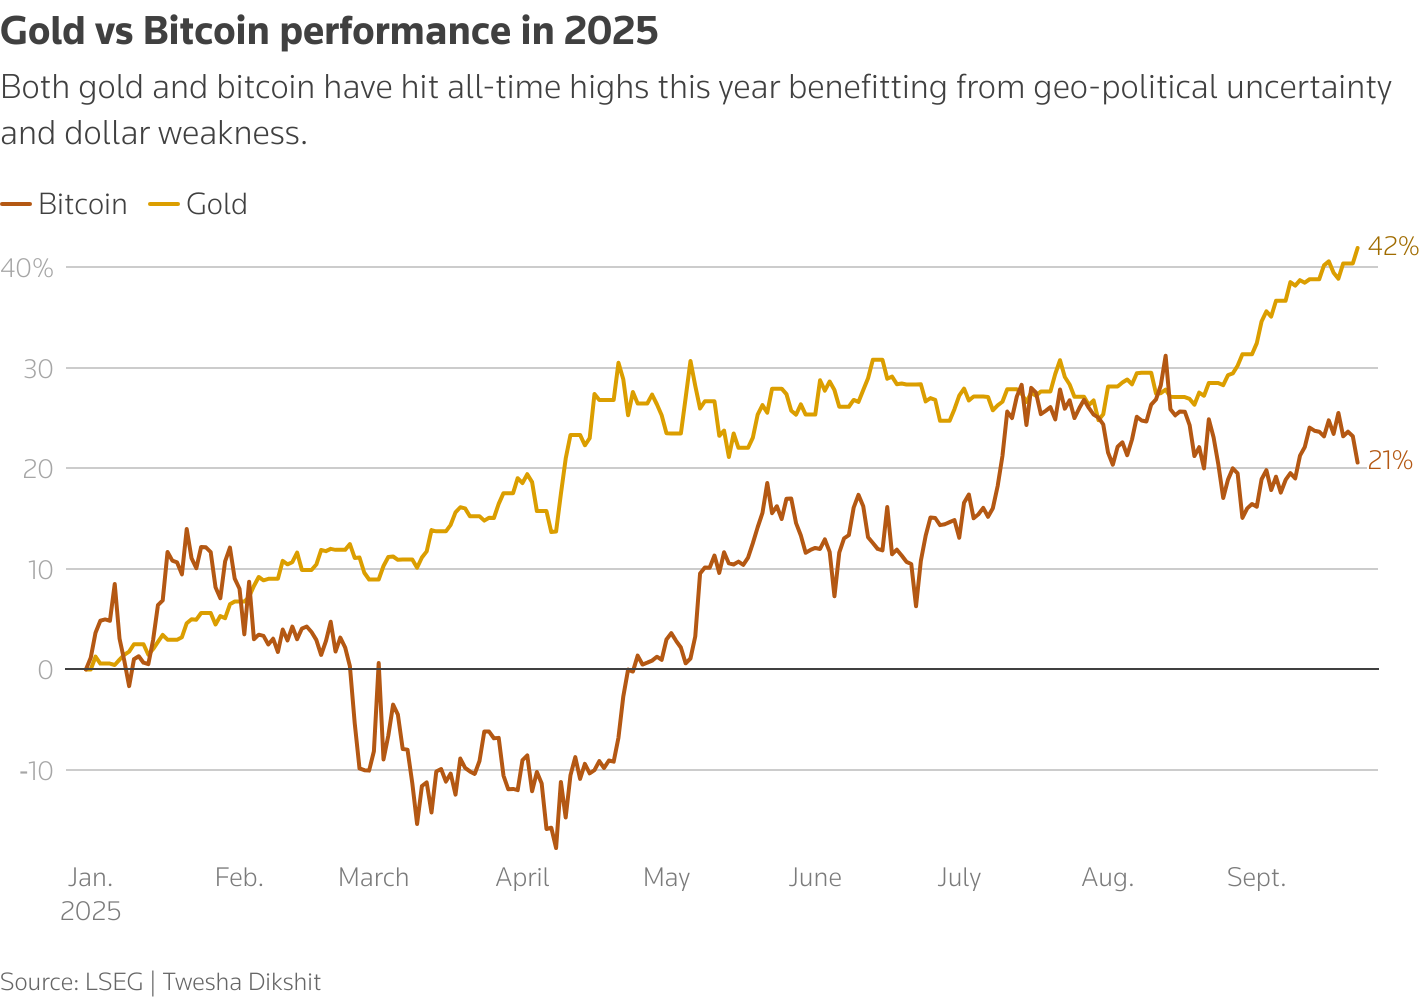 Gold vs Bitcoin performance in 2025
Both gold and bitcoin have hit all-time highs this year benefitting from geo-political uncertainty
and dollar weakness.
Bitcoin Gold
42%
40%
30
21%
20
10
0
-10
Jan. Feb. March April May June July Aug. Sept.
2025
Source: LSEG | Twesha Dikshit